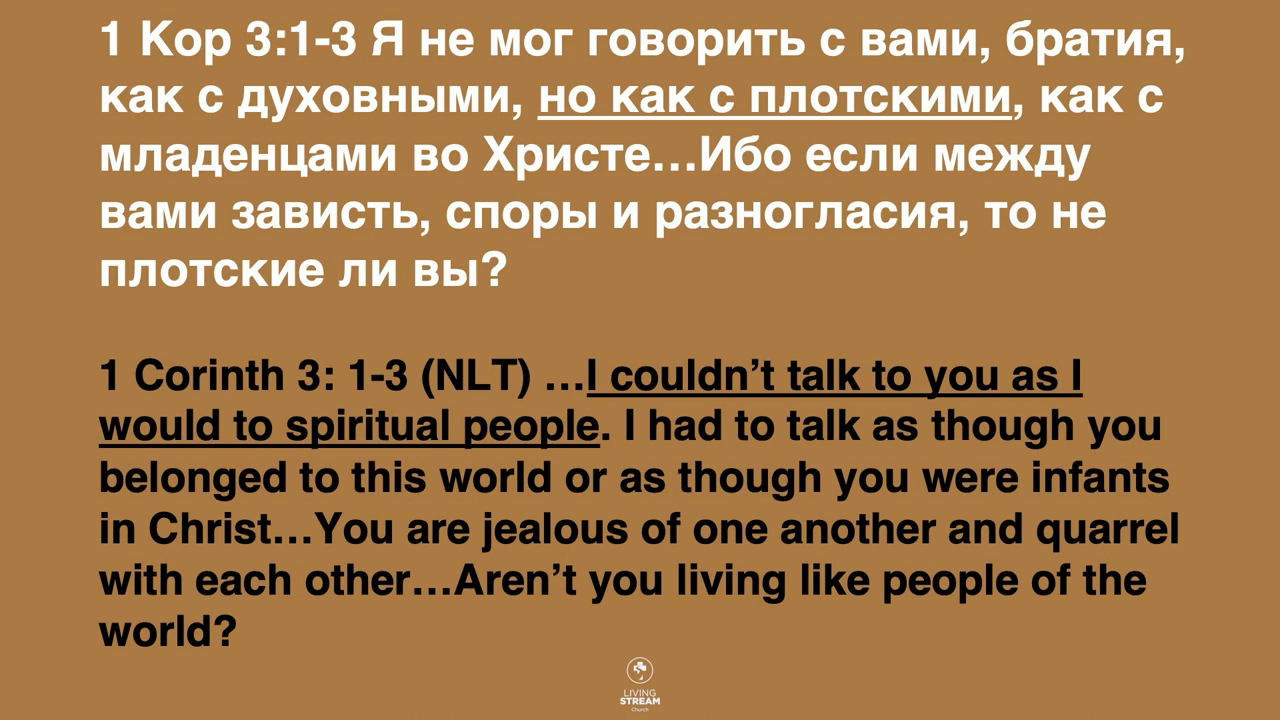 1 Кор 3:1-3 Я не мог говорить с вами, братия,
как с духовными, но как с плотскими, как с
младенцами во Христе…Ибо если между
вами зависть, споры и разногласия, то не
плотские ли вы?
1 Corinth 3: 1-3 (NLT) …I couldn’t talk to you as I
would to spiritual people. I had to talk as though you
belonged to this world or as though you were infants
in Christ…You are jealous of one another and quarrel
with each other…Aren’t you living like people of the
world?
LIVING
STREAM
Church